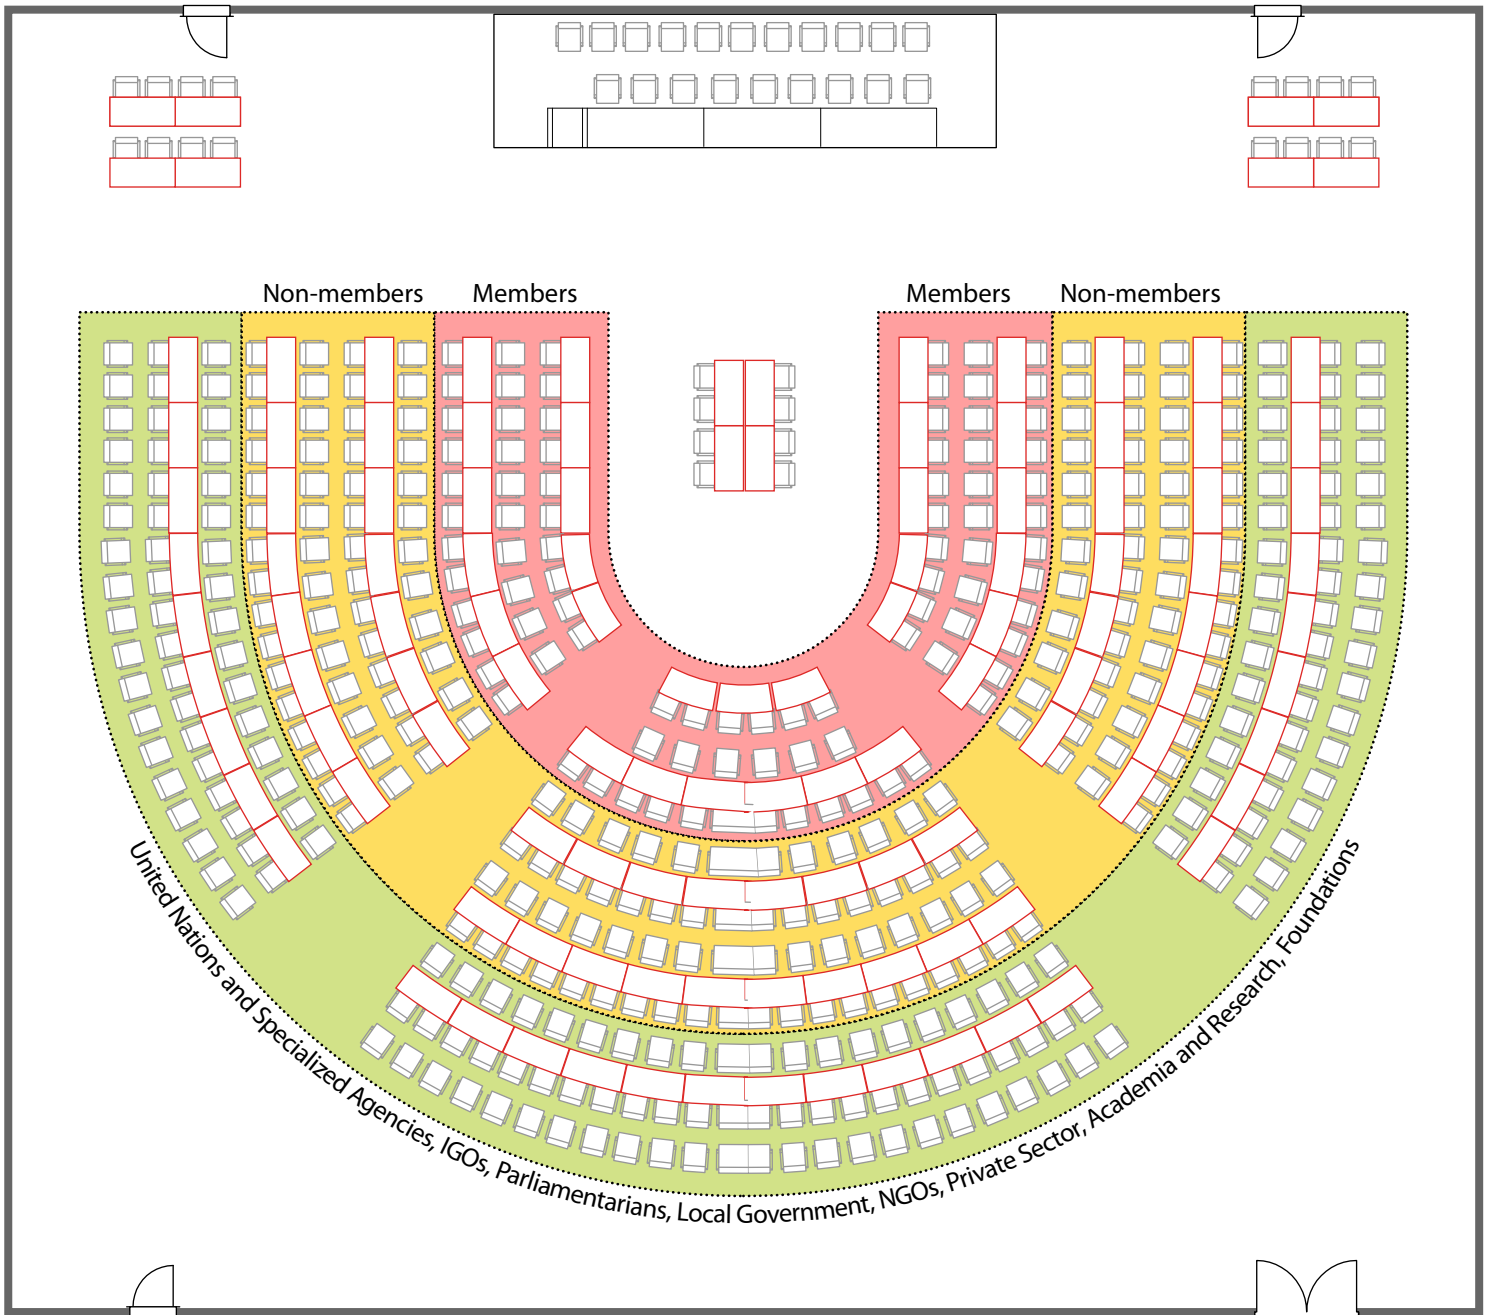 Non-members
Members
Members
Non-members
United Nations and Specialized Agencies, IGOs, Parliamentarians, Local Government, NGOs, Private Sector, Academia and Research, Foundations